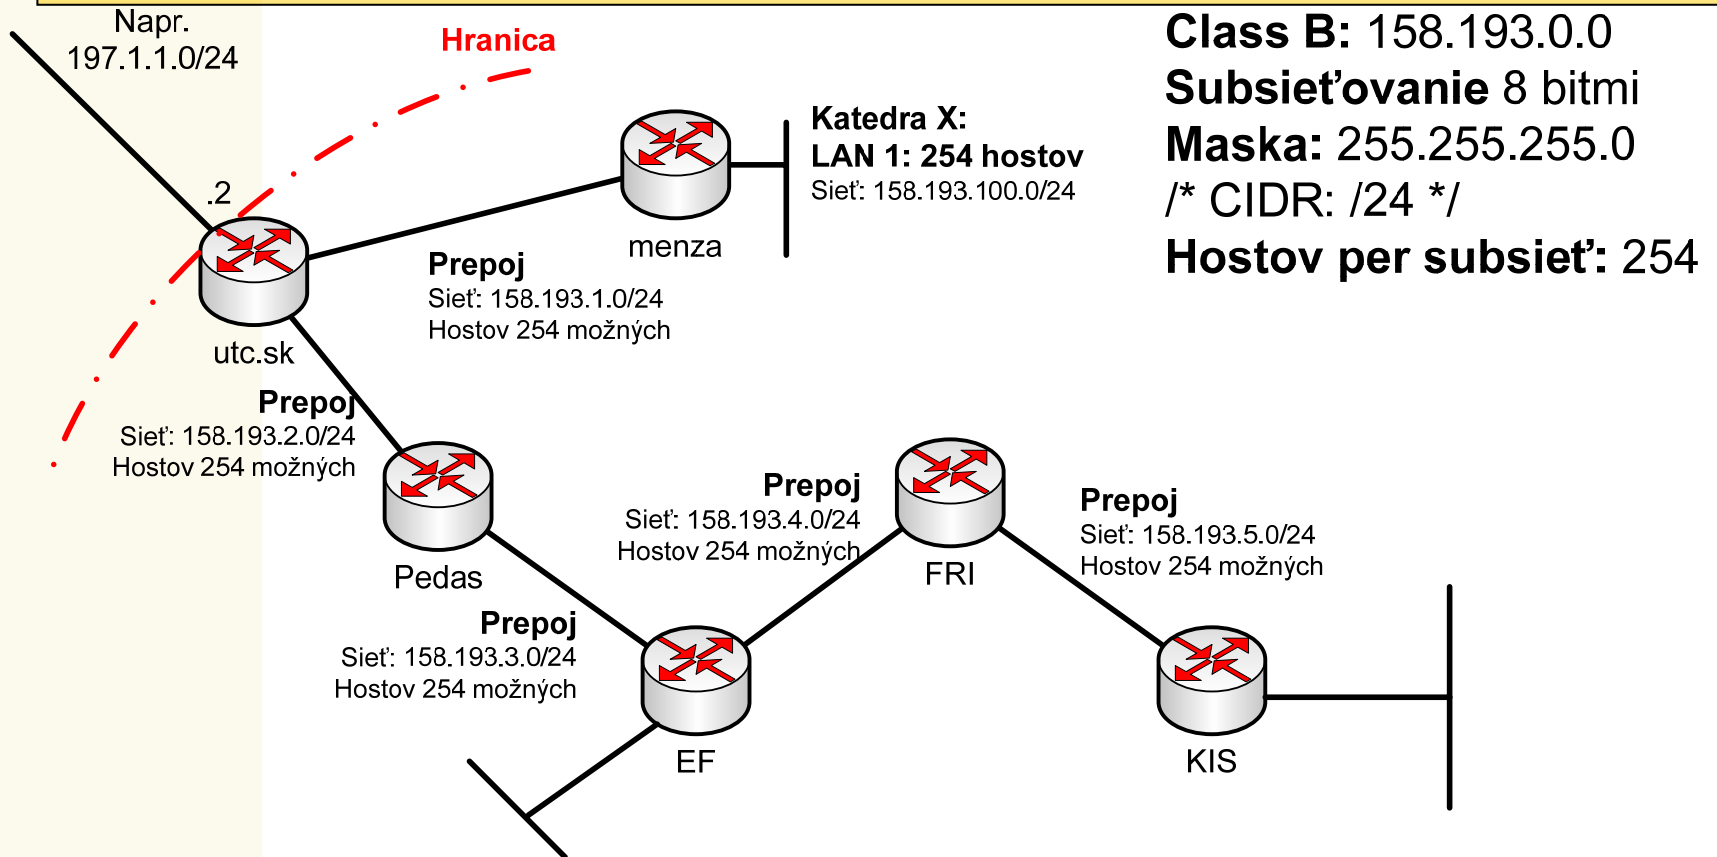 Napr.
197.1.1.0/24
Hranica
Class B: 158.193.0.0
Subsieťovanie 8 bitmi
Maska: 255.255.255.0
/* CIDR: /24 */
Hostov per subsieť: 254
Katedra X:
LAN 1: 254 hostov
Sieť: 158.193.100.0/24
.2
menza
Prepoj
Sieť: 158.193.1.0/24
Hostov 254 možných
utc.sk
Prepoj
Sieť: 158.193.2.0/24
Hostov 254 možných
Pedas
Prepoj
Sieť: 158.193.4.0/24
Hostov 254 možných
FRI
Prepoj
Sieť: 158.193.5.0/24
Hostov 254 možných
Prepoj
Sieť: 158.193.3.0/24
Hostov 254 možných
EF
KIS